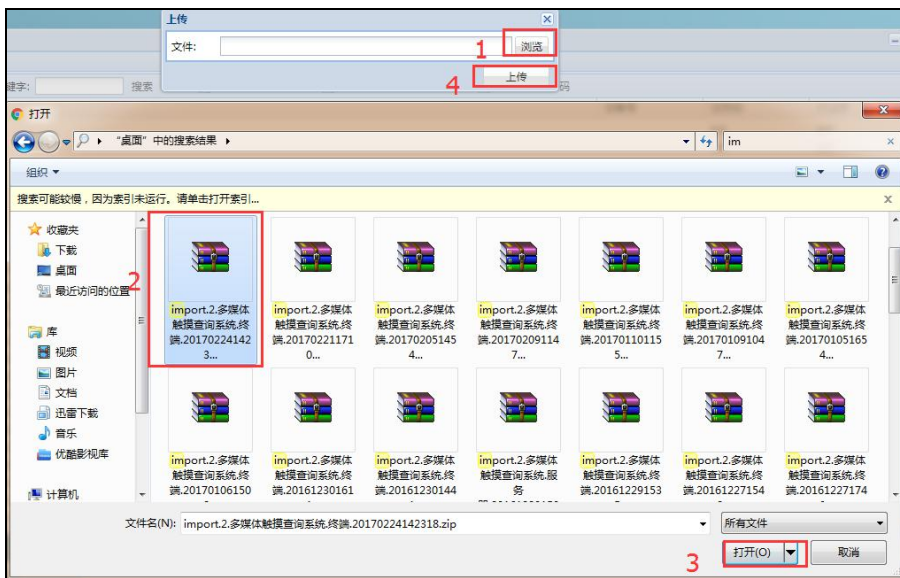 上传
文件:
1
浏览
4
上传
建字:
搜索
码
打开
“桌面”中的搜索结果
im
组织
搜索可能较慢，因为索引未运行。请单击打开索引...
收藏夹
下载
桌面
2
最近访问的位置
库
视频
图片
文档
迅雷下载
音乐
优酷影视库
计算机
import.2.多媒体
触摸查询系统.终
端.20170224142
3...
import.2.多媒体
触摸查询系统.终
端.20170221171
0...
import.2.多媒体
触摸查询系统.终
端.20170205145
4...
import.2.多媒体
触摸查询系统.终
端.20170209114
7...
import.2.多媒体
触摸查询系统.终
端.20170110115
5...
import.2.多媒体
触摸查询系统.终
端.20170109104
7...
import.2.多媒体
触摸查询系统.终
端.20170105165
4...
import.2.多媒体
触摸查询系统.终
端.20170106150
import.2.多媒体
触摸查询系统.终
端.20161230161
import.2.多媒体
触摸查询系统.终
端.20161230144
import.2.多媒体
触摸查询系统.服
务
import.2.多媒体
触摸查询系统.终
端.20161229153
import.2.多媒体
触摸查询系统.终
端.20161227154
import.2.多媒体
触摸查询系统.终
端.20161227174
文件名(N):
import.2.多媒体触摸查询系统.终端.20170224142318.zip
所有文件
3
打开(O)
取消